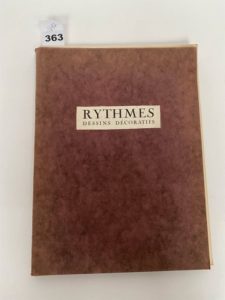 363
RYTHMES
DESSINS DÉCORATIFS